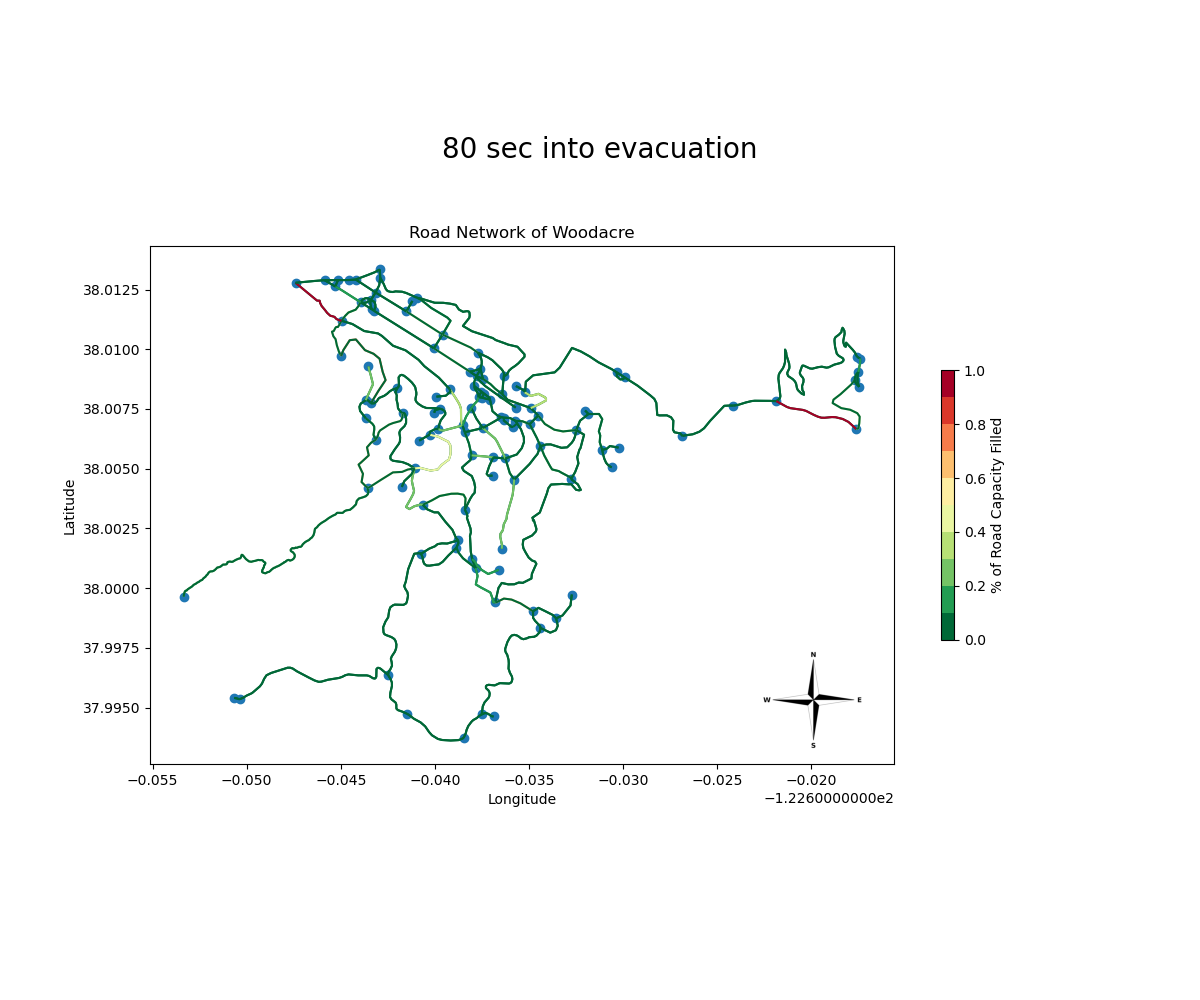 80 sec into evacuation
Road Network of Woodacre
38.0125
38.0100
38.0075
38.0050
38.0025
38.0000
37.9975
37.9950
Latitude
−0.055 −0.050 −0.045 −0.040 −0.035 −0.030 −0.025 −0.020
Longitude
−1.2260000000e2
N
W E
S
1.0
0.8
0.6
0.4
0.2
0.0
% of Road Capacity Filled